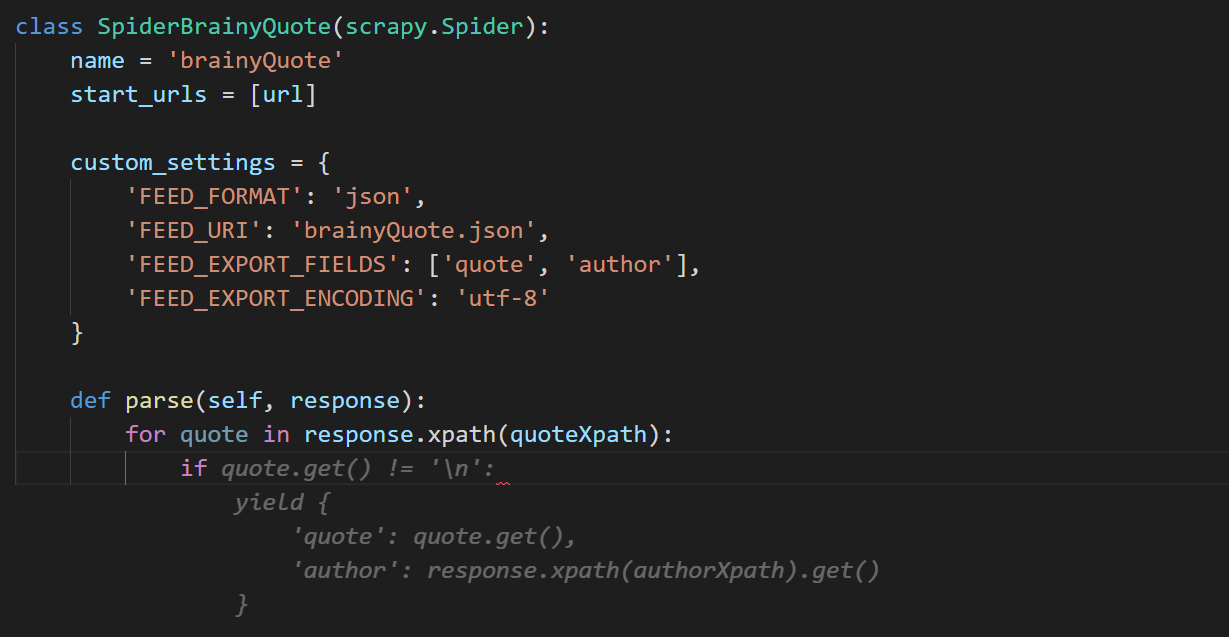 class SpiderBrainyQuote(scrapy.Spider):
    name = 'brainyQuote'
    start_urls = [url]

    custom_settings = {
        'FEED_FORMAT': 'json',
        'FEED_URI': 'brainyQuote.json',
        'FEED_EXPORT_FIELDS': ['quote', 'author'],
        'FEED_EXPORT_ENCODING': 'utf-8'
    }

    def parse(self, response):
        for quote in response.xpath(quoteXpath):
            if quote.get() != '\n':
                yield {
                    'quote': quote.get(),
                    'author': response.xpath(authorXpath).get()
                }